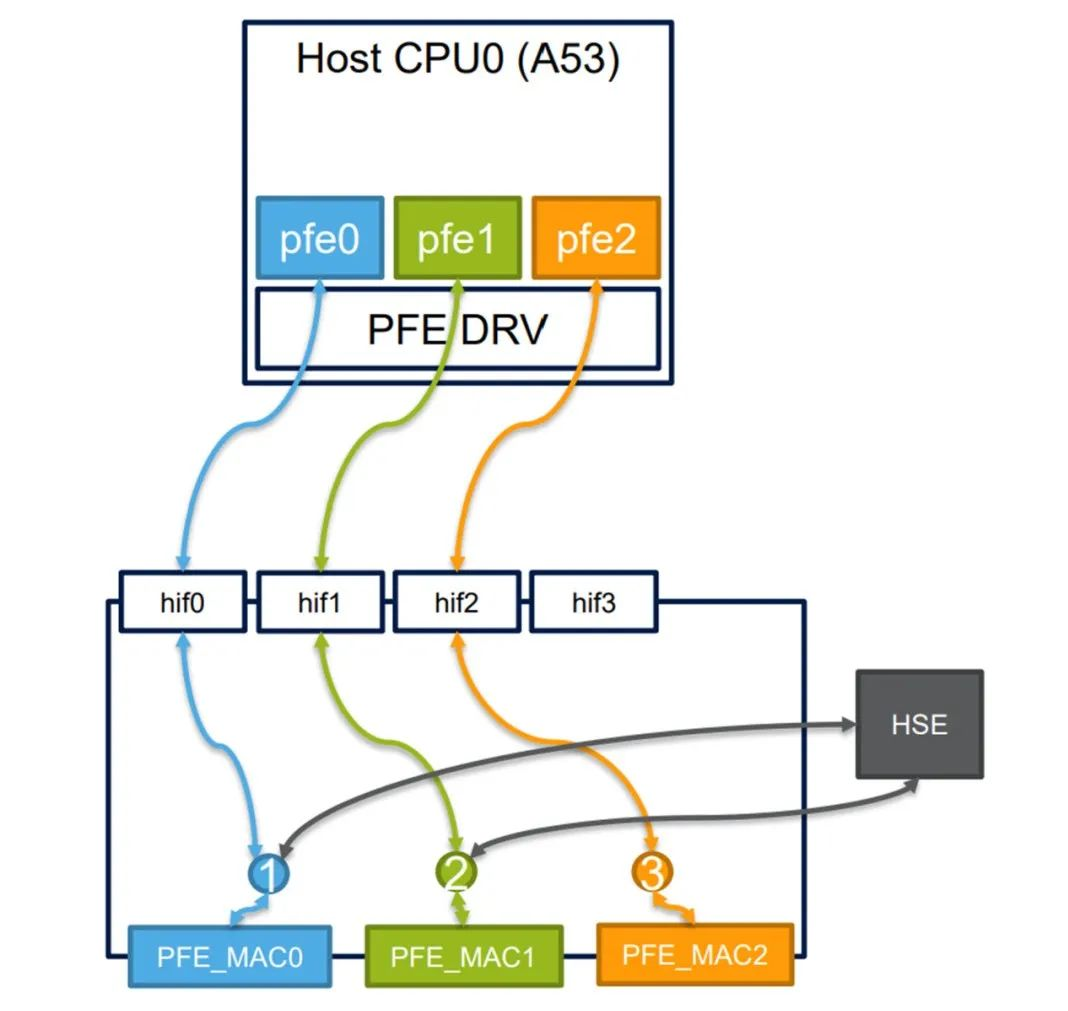 Host CPU0 (A53)
pfe0 pfe1 pfe2
PFE DRV
hif0 hif1 hif2 hif3
HSE
1 2 3
PFE_MAC0 PFE_MAC1 PFE_MAC2